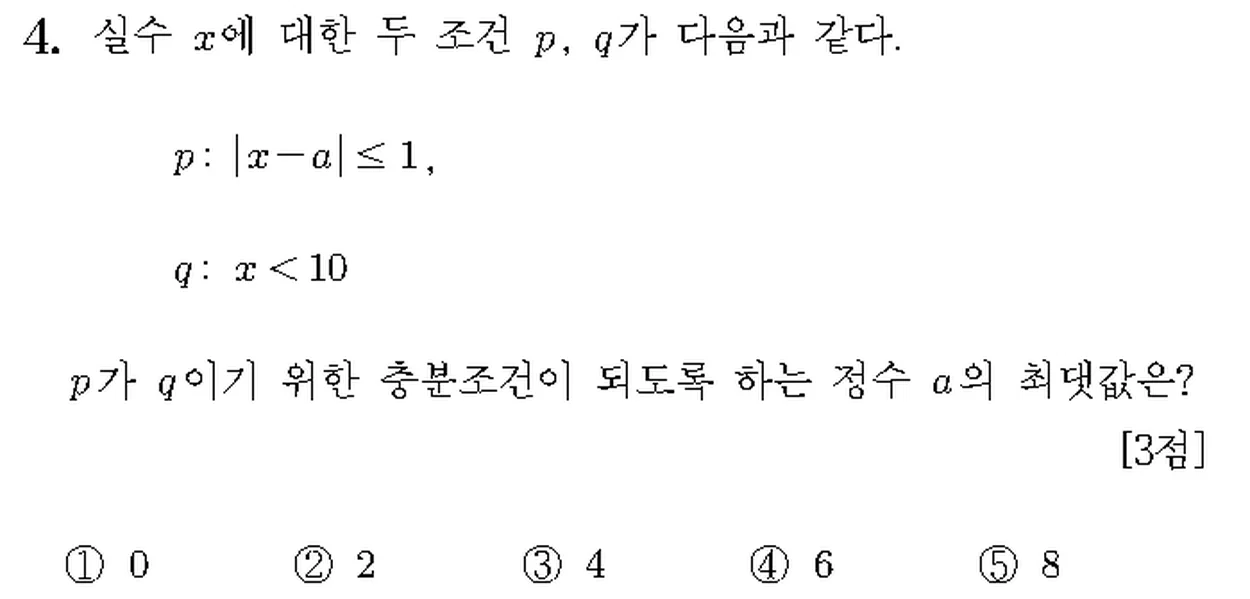 4. 실수 x에 대한 두 조건 p, q가 다음과 같다.
p: |x-a| ≤ 1,
q: x < 10
p가 q이기 위한 충분조건이 되도록 하는 정수 a의 최댓값은?
[3점]
① 0 ② 2 ③ 4 ④ 6 ⑤ 8